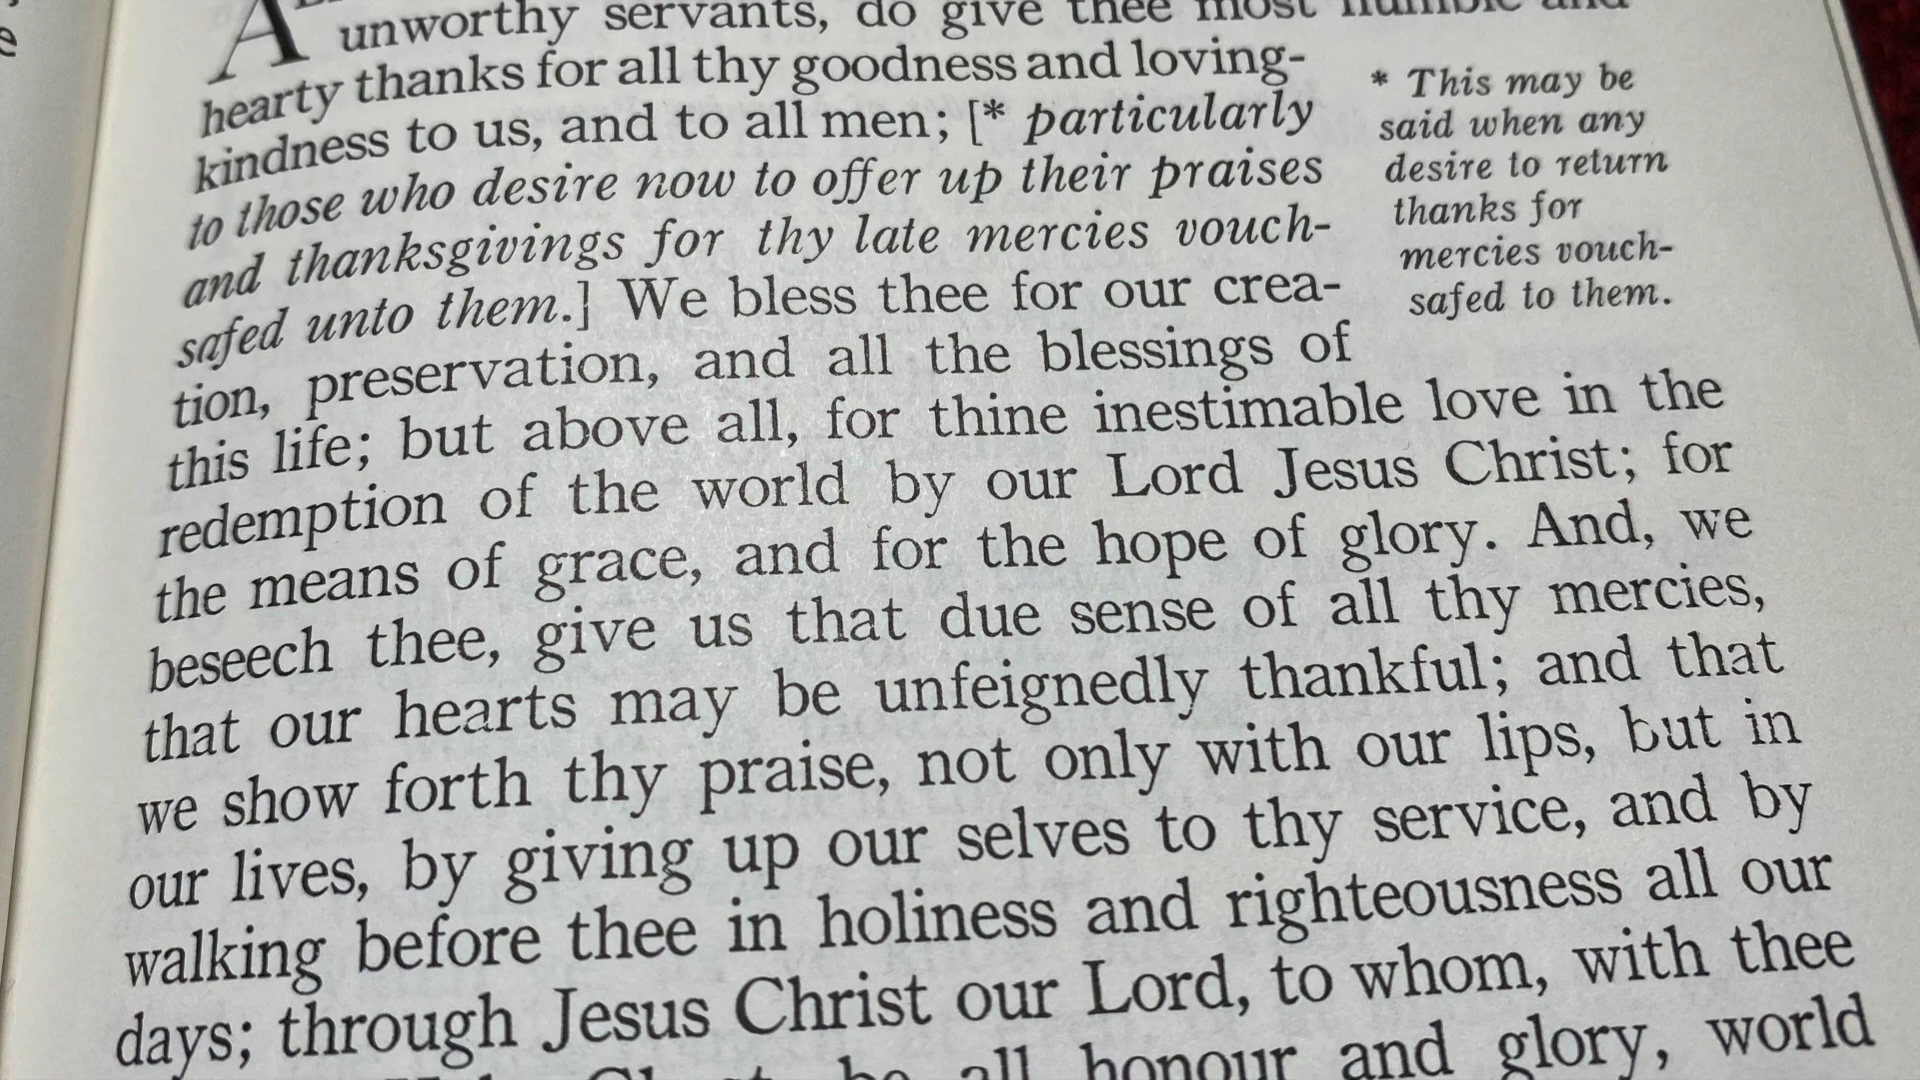 A
unworthy servants, do give thee most humble and
hearty thanks for all thy goodness and loving-
kindness to us, and to all men; [* particularly
to those who desire now to offer up their praises
and thanksgivings for thy late mercies vouch-
safed unto them.] We bless thee for our crea-
tion, preservation, and all the blessings of
this life; but above all, for thine inestimable love in the
redemption of the world by our Lord Jesus Christ; for
the means of grace, and for the hope of glory. And, we
beseech thee, give us that due sense of all thy mercies,
that our hearts may be unfeignedly thankful; and that
we show forth thy praise, not only with our lips, but in
our lives, by giving up our selves to thy service, and by
walking before thee in holiness and righteousness all our
days; through Jesus Christ our Lord, to whom, with thee
be all honour and glory, world
* This may be
said when any
desire to return
thanks for
mercies vouch-
safed to them.